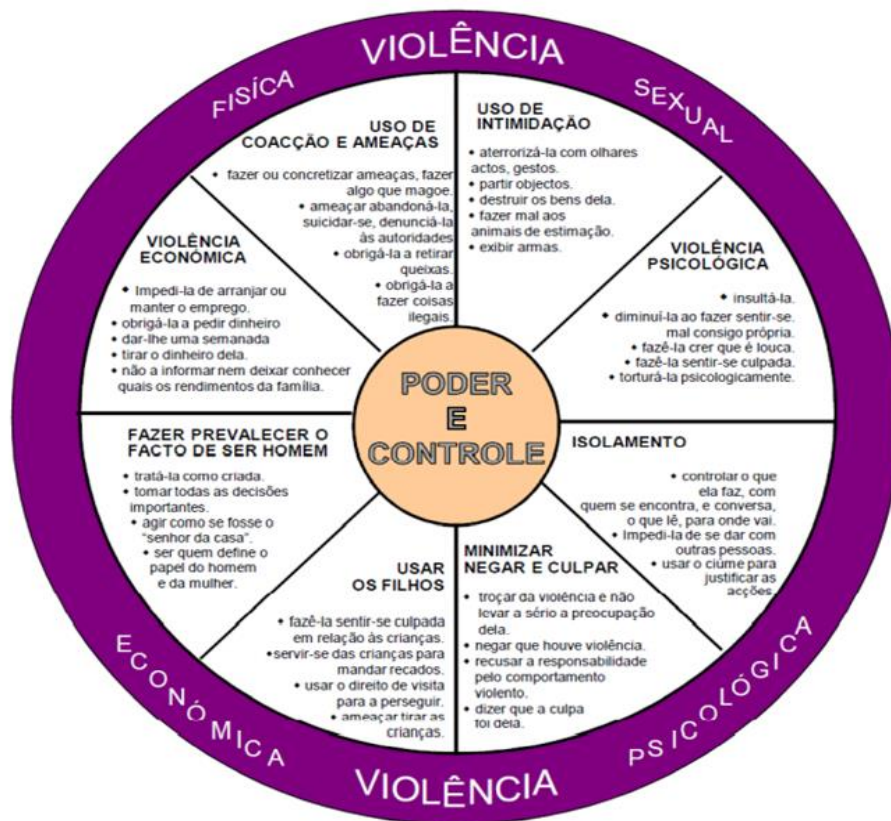 VIOLÊNCIA
FISÍCA
SEXUAL
USO DE
COACÇÃO E AMEAÇAS
• fazer ou concretizar ameaças, fazer
algo que magoe.
• ameaçar abandoná-la,
suicidar-se, denunciá-la
às autoridades
• obrigá-la a retirar
queixas.
• obrigá-la a
fazer coisas
ilegais.
USO DE
INTIMIDAÇÃO
• aterrorizá-la com olhares
actos, gestos.
• partir objectos.
• destruir os bens dela.
• fazer mal aos
animais de estimação.
• exibir armas.
VIOLÊNCIA
PSICOLÓGICA
• insultá-la.
• diminuí-la ao fazer sentir-se.
mal consigo própria.
• fazê-la crer que é louca.
• fazê-la sentir-se culpada.
• torturá-la psicologicamente.
VIOLÊNCIA
ECONÓMICA
• Impedi-la de arranjar ou
manter o emprego.
• obrigá-la a pedir dinheiro
• dar-lhe uma semanada
• tirar o dinheiro dela.
• não a informar nem deixar conhecer
quais os rendimentos da família.
PODER
E
CONTROLE
ISOLAMENTO
• controlar o que
ela faz, com
quem se encontra, e conversa,
o que lê, para onde vai.
• Impedi-la de se dar com
outras pessoas.
• usar o ciúme para
justificar as
acções
FAZER PREVALECER O
FACTO DE SER HOMEM
• tratá-la como criada.
• tomar todas as decisões
importantes.
• agir como se fosse o
"senhor da casa".
• ser quem define o
papel do homem
e da mulher.
USAR
OS FILHOS
• fazê-la sentir-se culpada
em relação às crianças.
•servir-se das crianças para
mandar recados.
• usar o direito de visita
para a perseguir.
• ameaçar tirar as
crianças.
MINIMIZAR
NEGAR E CULPAR
• troçar da violência e não
levar a sério a preocupação
dela.
• negar que houve violência.
• recusar a responsabilidade
pelo comportamento
violento.
• dizer que a culpa
foi dela.
ECONÓMICA
PSICOLÓGICA
VIOLÊNCIA